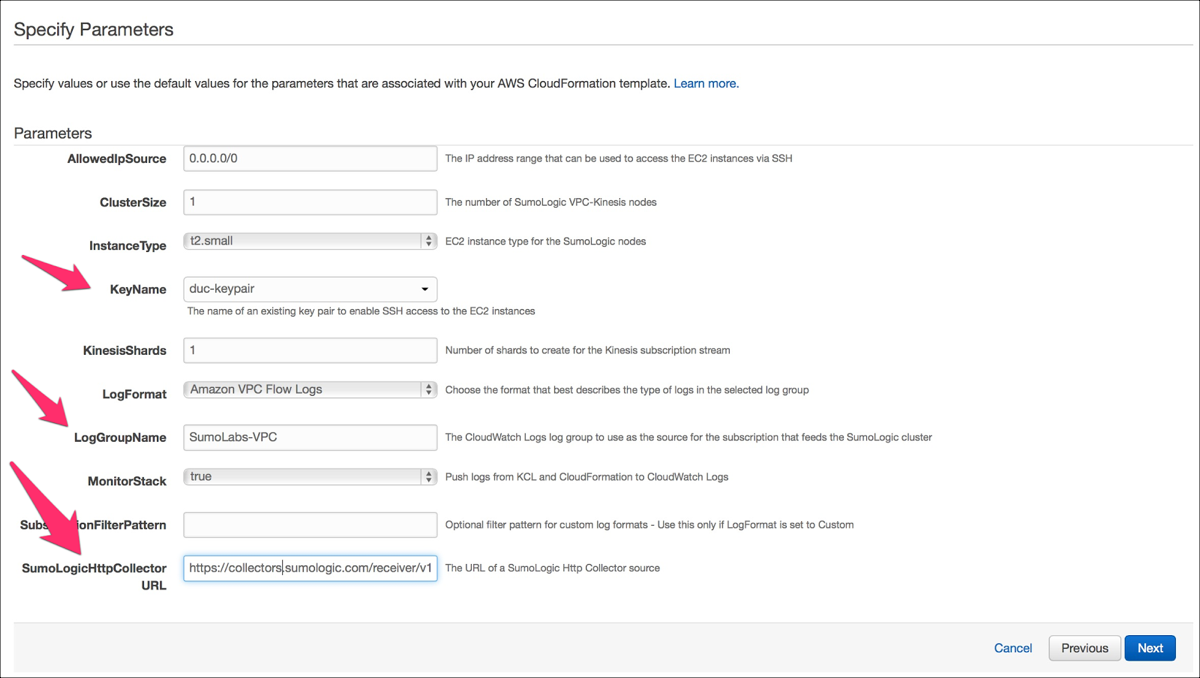 Specify Parameters
Specify values or use the default values for the parameters that are associated with your AWS CloudFormation template. Learn more.
Parameters
AllowedIpSource 0.0.0.0/0 The IP address range that can be used to access the EC2 instances via SSH
ClusterSize 1 The number of SumoLogic VPC-Kinesis nodes
InstanceType t2.small EC2 instance type for the SumoLogic nodes
KeyName duc-keypair
The name of an existing key pair to enable SSH access to the EC2 instances
KinesisShards 1 Number of shards to create for the Kinesis subscription stream
LogFormat Amazon VPC Flow Logs Choose the format that best describes the type of logs in the selected log group
LogGroupName SumoLabs-VPC The CloudWatch Logs log group to use as the source for the subscription that feeds the SumoLogic cluster
MonitorStack true Push logs from KCL and CloudFormation to CloudWatch Logs
Optional filter pattern for custom log formats - Use this only if LogFormat is set to Custom
SumoLogicHttpCollector https://collectors.sumologic.com/receiver/v1 The URL of a SumoLogic Http Collector source
URL
Cancel Previous Next